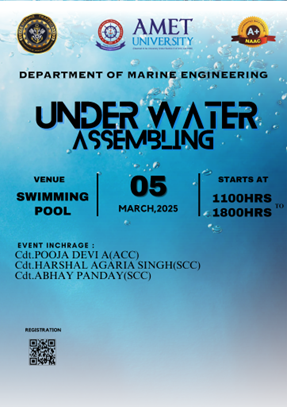 AMET
UNIVERSITY
A+
NAAC
DEPARTMENT OF MARINE ENGINEERING
UNDER WATER
ASSEMBLING
VENUE
SWIMMING
POOL
05
MARCH,2025
STARTS AT
1100HRS
TO
1800HRS
EVENT INCHRAGE :
Cdt.POOJA DEVI A(ACC)
Cdt.HARSHAL AGARIA SINGH(SCC)
Cdt.ABHAY PANDAY(SCC)
REGISTRATION